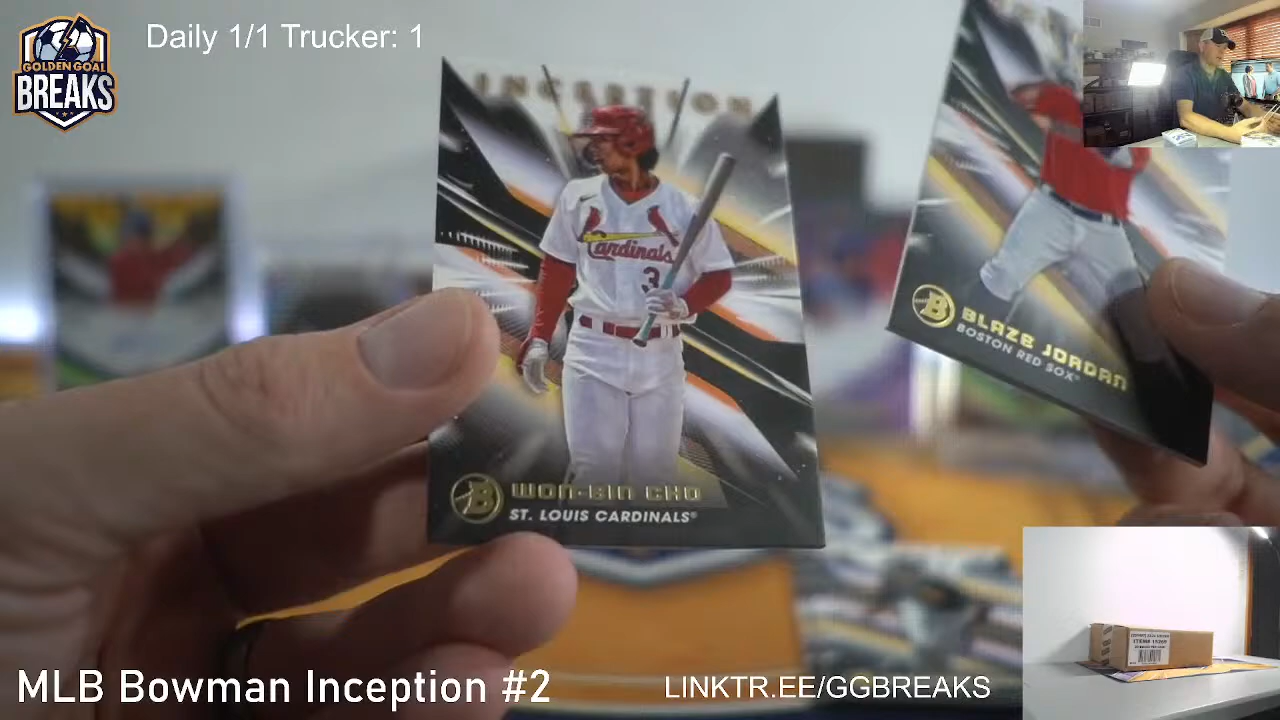 GOLDEN GOAL
BREAKS
Daily 1/1 Trucker: 1
INCEPTION
Cardinals
3
B
WON-BIN CHO
ST. LOUIS CARDINALS
B
BLAZE JORDAN
BOSTON RED SOX
MLB Bowman Inception #2
LINKTR.EE/GGBREAKS